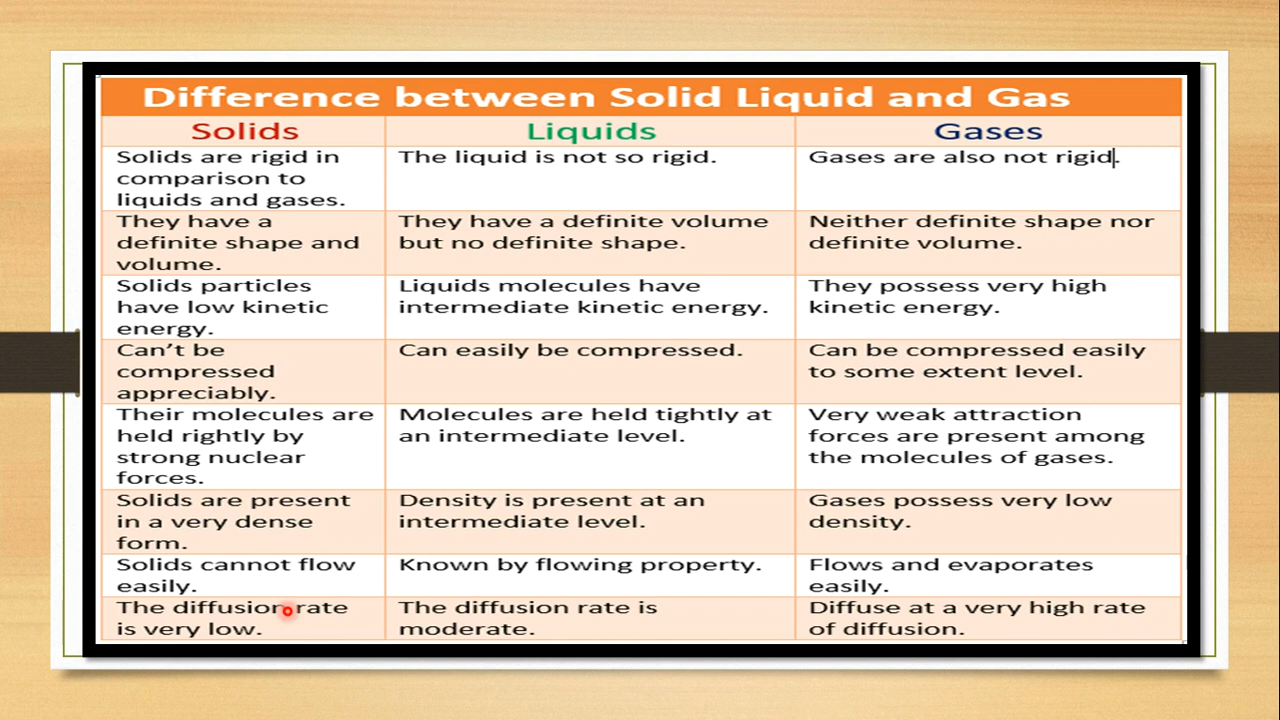 Difference between Solid Liquid and Gas
Solids
Liquids
Gases
Solids are rigid in
comparison to
liquids and gases.
The liquid is not so rigid.
Gases are also not rigid.
They have a
definite shape and
volume.
They have a definite volume
but no definite shape.
Neither definite shape nor
definite volume.
Solids particles
have low kinetic
energy.
Liquids molecules have
intermediate kinetic energy.
They possess very high
kinetic energy.
Can’t be
compressed
appreciably.
Can easily be compressed.
Can be compressed easily
to some extent level.
Their molecules are
held rightly by
strong nuclear
forces.
Molecules are held tightly at
an intermediate level.
Very weak attraction
forces are present among
the molecules of gases.
Solids are present
in a very dense
form.
Density is present at an
intermediate level.
Gases possess very low
density.
Solids cannot flow
easily.
Known by flowing property.
Flows and evaporates
easily.
The diffusion rate
is very low.
The diffusion rate is
moderate.
Diffuse at a very high rate
of diffusion.